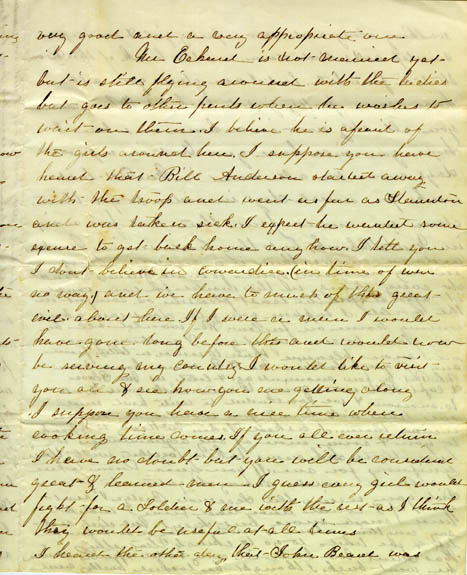 very good and a very appropriate one
Mr Eckerd is not married yet
but is still flying around with the ladies
but goes to other parts when he wishes to
wait on them. I believe he is afraid of
the girls around here. I suppose you have
heard that Bill Anderson started away
with the troop and went as far as Staunton
and was taken sick. I expect he wanted some
excuse to get back home anyhow. I tell you
I dont believe in cowardice (in time of war
no way,) and we have to much of this great
evil about here. If I were a man I would
have gone long before this and would now
be serving my country. I would like to visit
you all & see how you are getting along
I suppose you have a nice time when
cooking time comes. If you all ever return
I have no doubt but you will be considered
great & learned men. I guess any girl would
fight for a Soldier & me with the rest as I think
they would be useful at all times
I heard the other day, that John Beard was